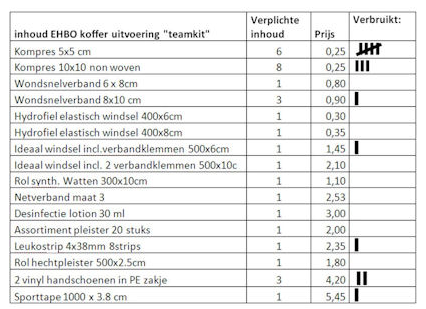 inhoud EHBO koffer uitvoering "teamkit" Verplichte inhoud Prijs Verbruikt:
Kompres 5x5 cm 6 0,25
Kompres 10x10 non woven 8 0,25
Wondsnelverband 6 x 8cm 1 0,80
Wondsnelverband 8x10 cm 3 0,90
Hydrofiel elastisch windsel 400x6cm 1 0,30
Hydrofiel elastisch windsel 400x8cm 1 0,35
Ideaal windsel incl.verbandklemmen 500x6cm 1 1,45
Ideaal windsel incl. 2 verbandklemmen 500x10c 1 2,10
Rol synth. Watten 300x10cm 1 1,10
Netverband maat 3 1 2,53
Desinfectie lotion 30 ml 1 3,00
Assortiment pleister 20 stuks 1 2,00
Leukostrip 4x38mm 8strips 1 2,35
Rol hechtpleister 500x2.5cm 1 1,80
2 vinyl handschoenen in PE zakje 3 4,20
Sporttape 1000 x 3.8 cm 1 5,45